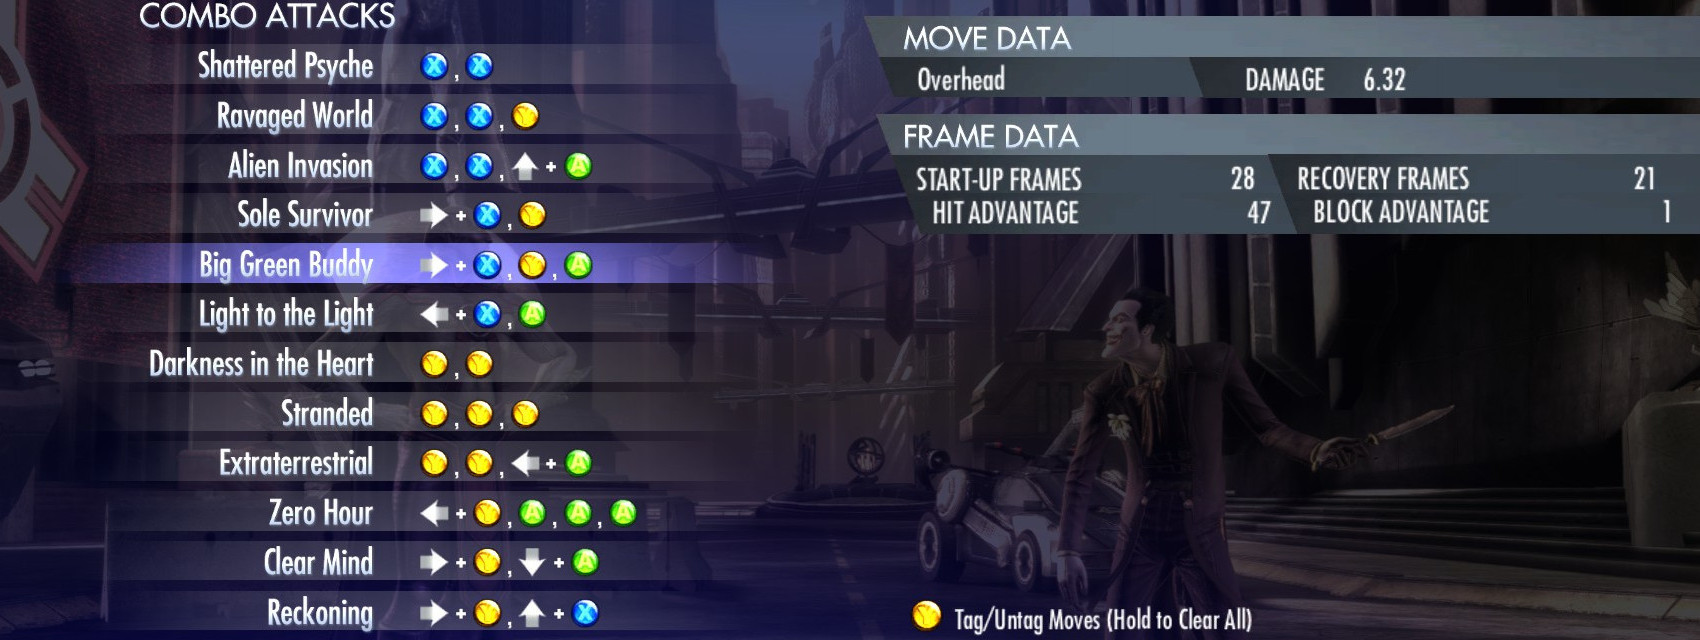 COMBO ATTACKS
Shattered Psyche X , X
Ravaged World X , X , Y
Alien Invasion X , X , ⬆ + A
Sole Survivor ➡ + X , Y
Big Green Buddy ➡ + X , Y , A
Light to the Light ⬅ + X , A
Darkness in the Heart Y , Y
Stranded Y , Y , Y
Extraterrestrial Y , Y , ⬅ + A
Zero Hour ⬅ + Y , A , A , A
Clear Mind ➡ + Y , ⬇ + A
Reckoning ➡ + Y , ⬆ + X
MOVE DATA
Overhead DAMAGE 6.32
FRAME DATA
START-UP FRAMES 28 RECOVERY FRAMES 21
HIT ADVANTAGE 47 BLOCK ADVANTAGE 1
Y Tag/Untag Moves (Hold to Clear All)